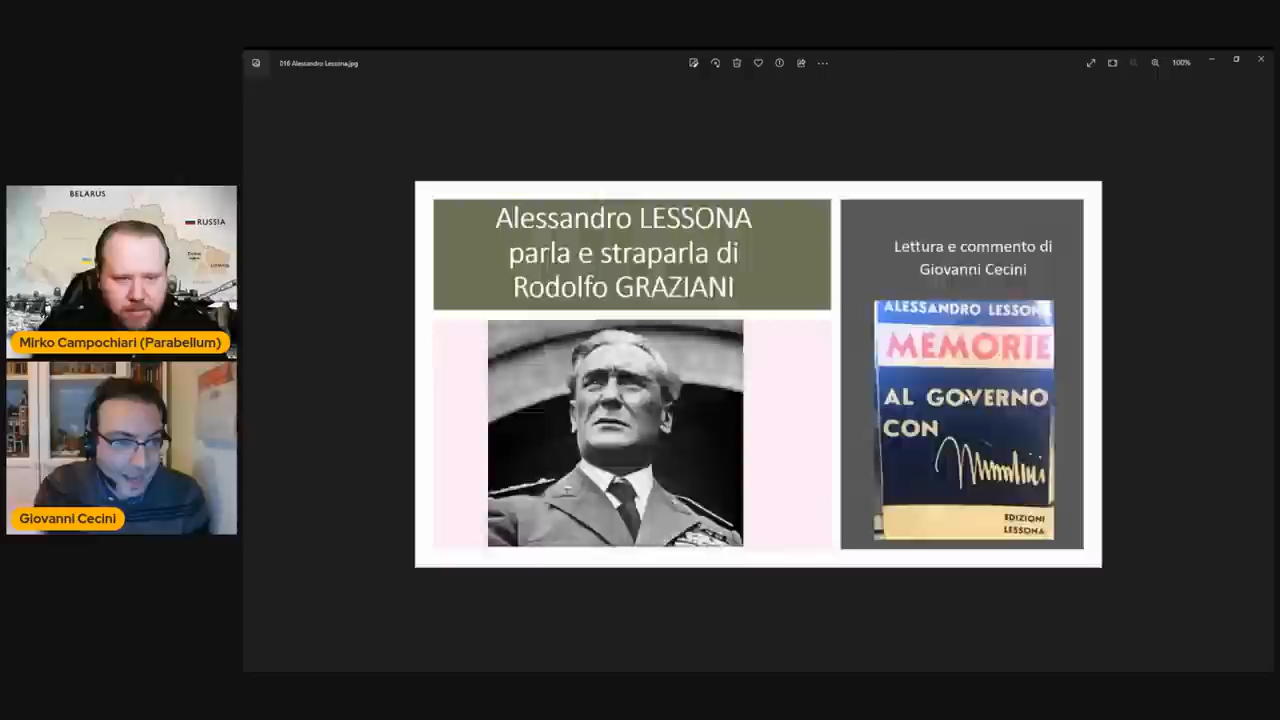 016 Alessandro Lessona.jpg
100%
BELARUS
RUSSIA
Mirko Campochiari (Parabellum)
Giovanni Cecini
Alessandro LESSONA
parla e straparla di
Rodolfo GRAZIANI
Lettura e commento di
Giovanni Cecini
ALESSANDRO LESSONA
MEMORIE
AL GOVERNO
CON
Mussolini
EDIZIONI
LESSONA